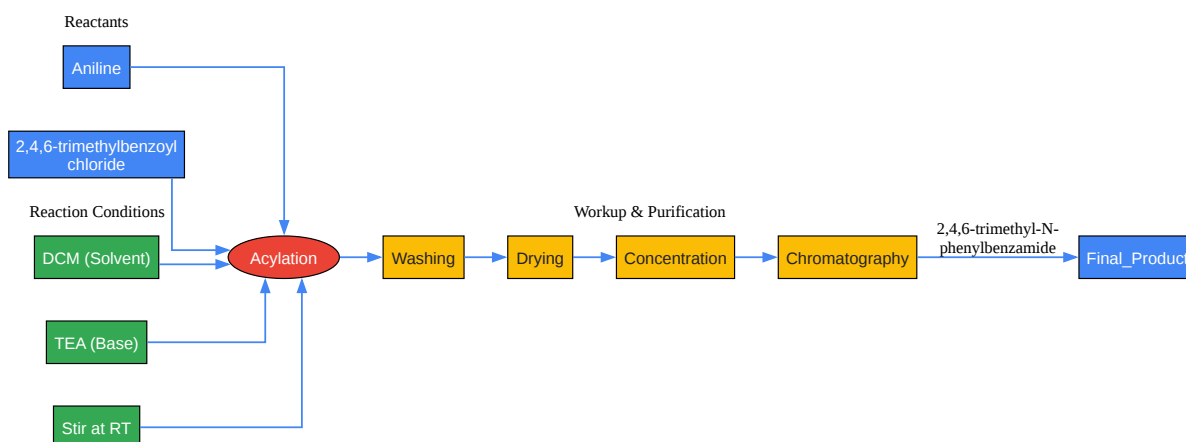 Reactants
Aniline
2,4,6-trimethylbenzoyl
chloride
Reaction Conditions
DCM (Solvent)
TEA (Base)
Stir at RT
Acylation
Workup & Purification
Washing
Drying
Concentration
Chromatography
2,4,6-trimethyl-N-
phenylbenzamide
Final_Product